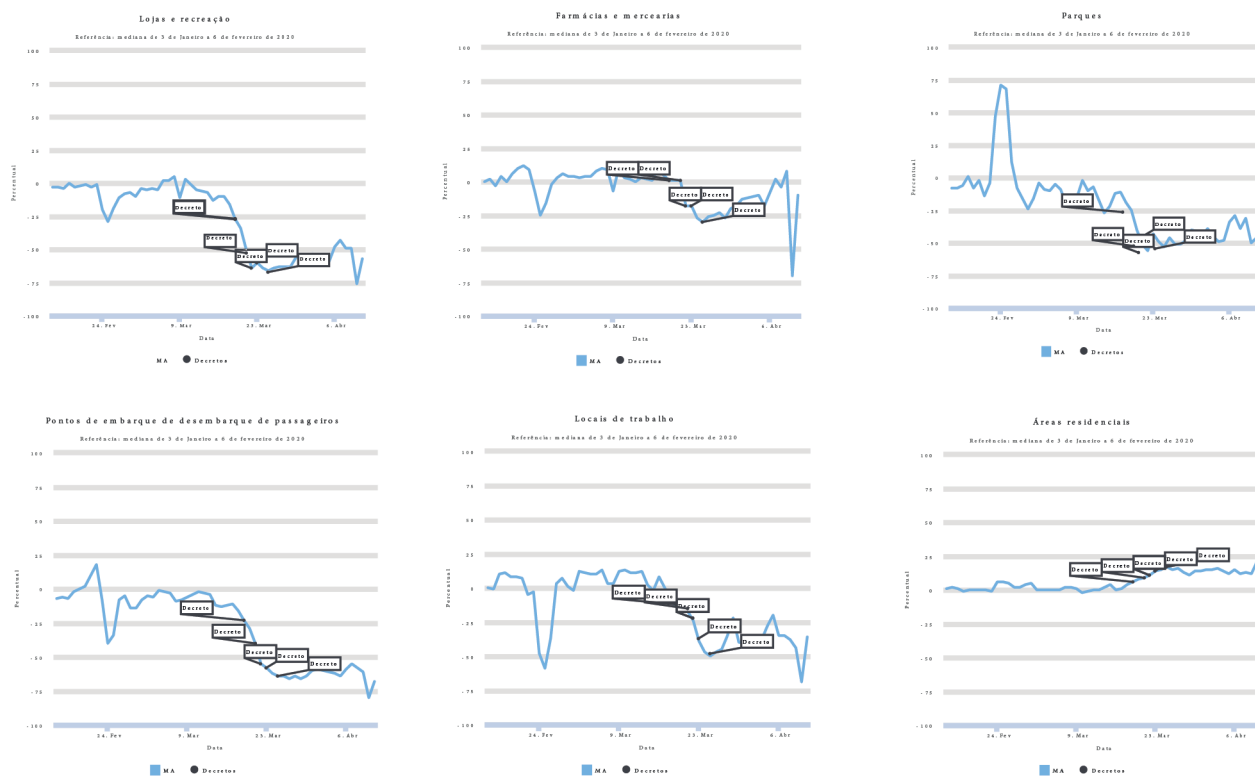 Lojas e recreação
Referência: mediana de 3 de Janeiro a 6 de fevereiro de 2020
100
75
50
25
0
-25
-50
-75
-100
Percentual
Decreto
Decreto
Decreto
Decreto
Decreto
24. Fev
9. Mar
23. Mar
6. Abr
Data
MA
Decretos
Farmácias e mercearias
Referência: mediana de 3 de Janeiro a 6 de fevereiro de 2020
100
75
50
25
0
-25
-50
-75
-100
Percentual
Decreto
Decreto
Decreto
Decreto
Decreto
24. Fev
9. Mar
23. Mar
6. Abr
Data
MA
Decretos
Parques
Referência: mediana de 3 de Janeiro a 6 de fevereiro de 2020
100
75
50
25
0
-25
-50
-75
-100
Percentual
Decreto
Decreto
Decreto
Decreto
Decreto
24. Fev
9. Mar
23. Mar
6. Abr
Data
MA
Decretos
Pontos de embarque de desembarque de passageiros
Referência: mediana de 3 de Janeiro a 6 de fevereiro de 2020
100
75
50
25
0
-25
-50
-75
-100
Percentual
Decreto
Decreto
Decreto
Decreto
Decreto
24. Fev
9. Mar
23. Mar
6. Abr
Data
MA
Decretos
Locais de trabalho
Referência: mediana de 3 de Janeiro a 6 de fevereiro de 2020
100
75
50
25
0
-25
-50
-75
-100
Percentual
Decreto
Decreto
Decreto
Decreto
Decreto
24. Fev
9. Mar
23. Mar
6. Abr
Data
MA
Decretos
Áreas residenciais
Referência: mediana de 3 de Janeiro a 6 de fevereiro de 2020
100
75
50
25
0
-25
-50
-75
-100
Percentual
Decreto
Decreto
Decreto
Decreto
Decreto
24. Fev
9. Mar
23. Mar
6. Abr
Data
MA
Decretos